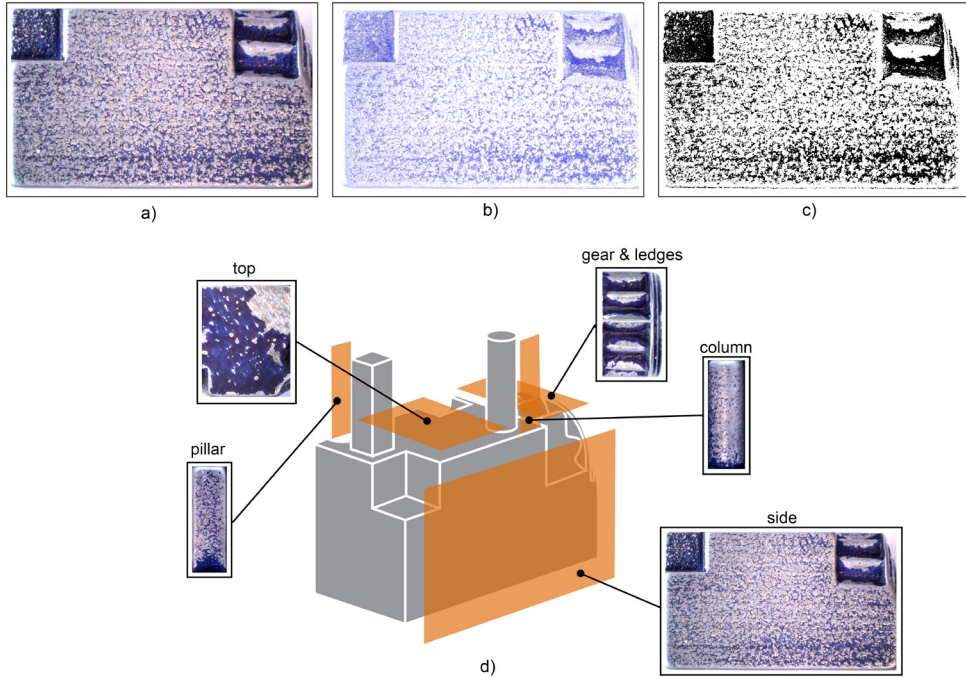 a)
b)
c)
top
gear & ledges
column
pillar
side
d)